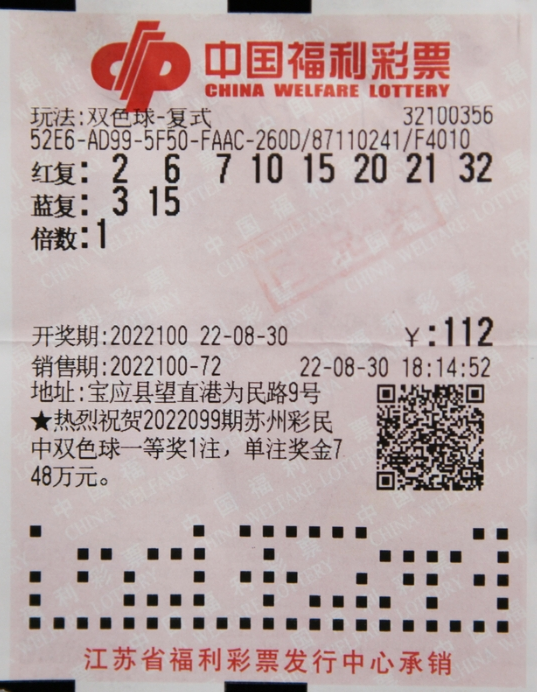 中国福利彩票
CHINA WELFARE LOTTERY
玩法:双色球-复式 32100356
52E6-AD99-5F50-FAAC-260D/87110241/F4010
红复: 2 6 7 10 15 20 21 32
蓝复: 3 15
倍数:1
开奖期:2022100 22-08-30 ￥:112
销售期:2022100-72 22-08-30 18:14:52
地址:宝应县望直港为民路9号
★热烈祝贺2022099期苏州彩民
中双色球一等奖1注，单注奖金7
48万元。
江苏省福利彩票发行中心承销